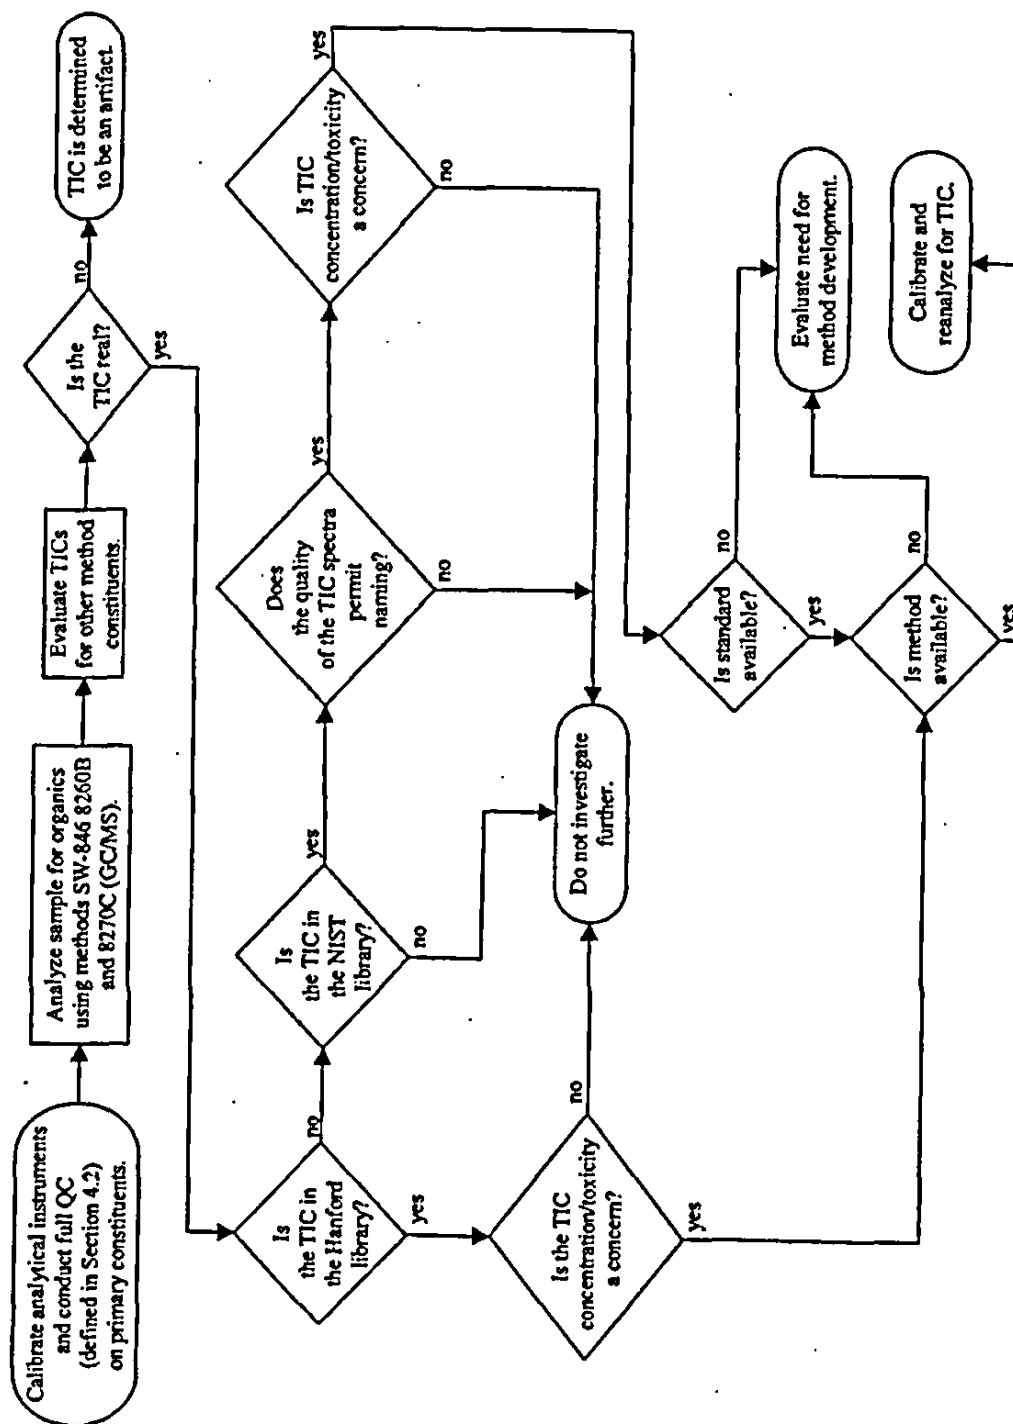 Calibrate analytical instruments
and conduct full QC
(defined in Section 4.2)
on primary constituents.
Analyze sample for organics
using methods SW-846 8260B
and 8270C (GC/MS).
Evaluate TICs
for other method
constituents.
Is the
TIC real?
no
TIC is determined
to be an artifact.
yes
Is
the TIC in
the Hanford
library?
no
Is
the TIC in
the NIST
library?
yes
Does
the quality
of the TIC spectra
permit
naming?
yes
Is TIC
concentration/toxicity
a concern?
yes
yes
no
no
no
Is the TIC
concentration/toxicity
a concern?
no
Do not investigate
further.
yes
Is standard
available?
no
Evaluate need for
method development.
yes
Is method
available?
no
yes
Calibrate and
reanalyze for TIC.